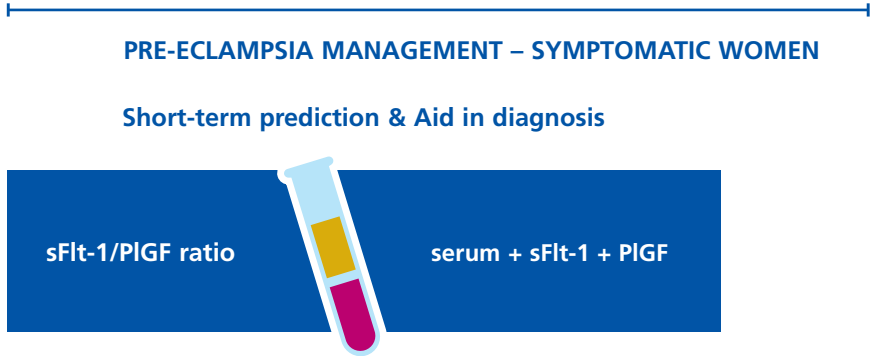 PRE-ECLAMPSIA MANAGEMENT – SYMPTOMATIC WOMEN
Short-term prediction & Aid in diagnosis
sFlt-1/PlGF ratio
serum + sFlt-1 + PlGF